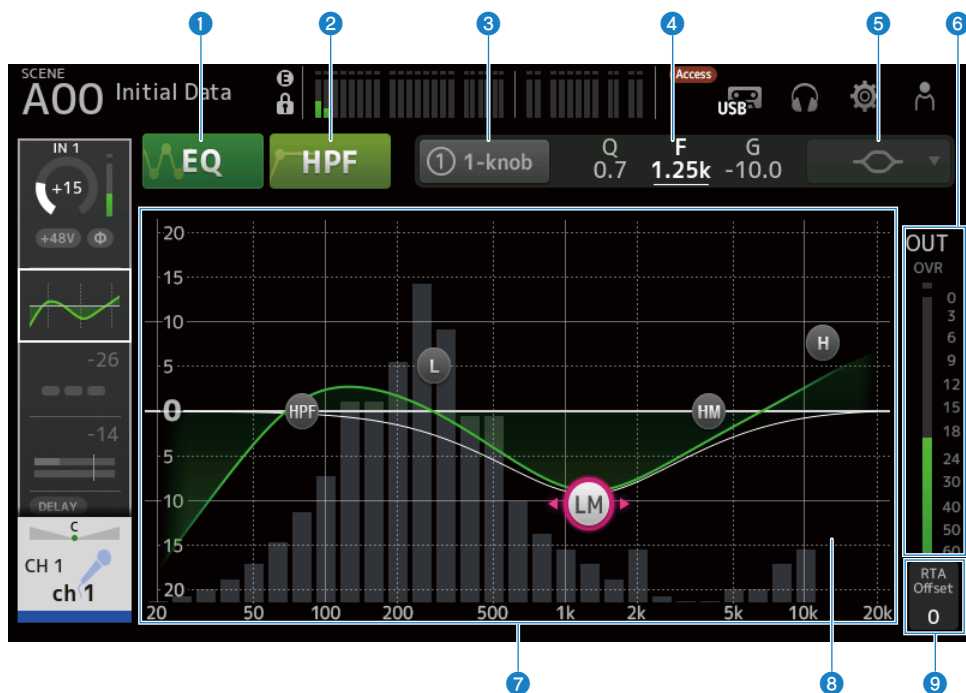 1 2 3 4 5 6
SCENE
A00 Initial Data
E
Access
USB
IN 1
+15
+48V Φ
-26
-14
DELAY
C
CH 1
ch 1
EQ
HPF
1 1-knob
Q F G
0.7 1.25k -10.0
20
15
10
5
0
5
10
15
20
HPF L LM HM H
20 50 100 200 500 1k 2k 5k 10k 20k
OUT
OVR
0
3
6
9
12
15
18
24
30
40
50
60
RTA
Offset
0
7 8 9